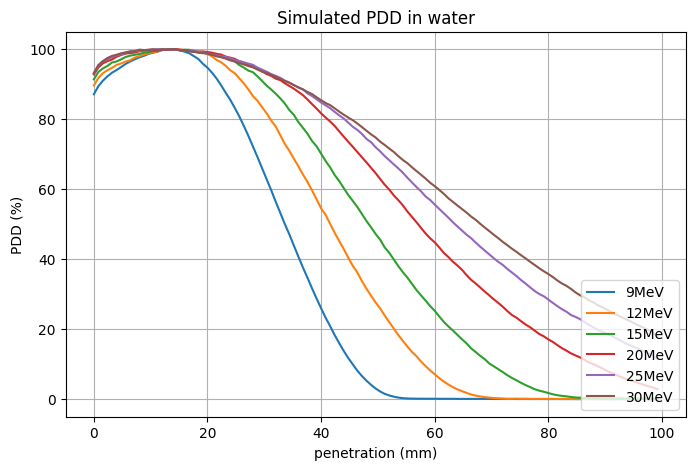 Simulated PDD in water
PDD (%)
100
80
60
40
20
0
0 20 40 60 80 100
penetration (mm)
9MeV
12MeV
15MeV
20MeV
25MeV
30MeV